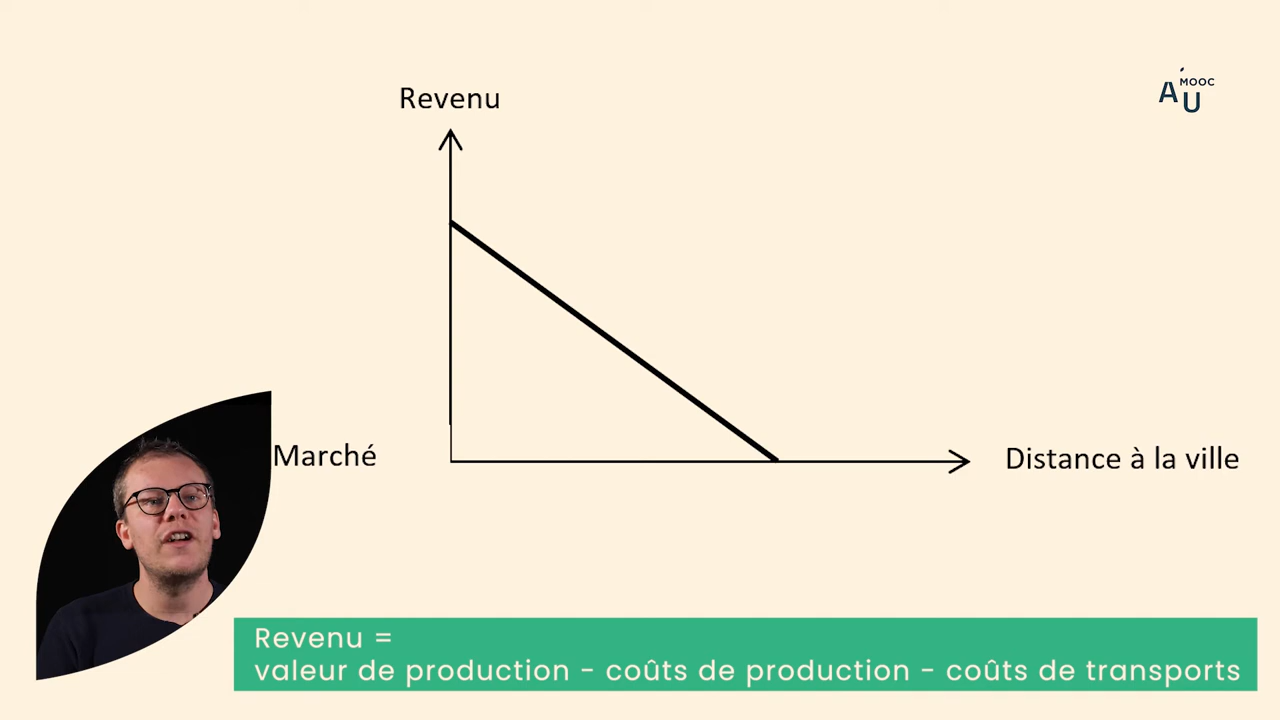 MOOC
AU
Revenu
Marché
Distance à la ville
Revenu =
valeur de production - coûts de production - coûts de transports